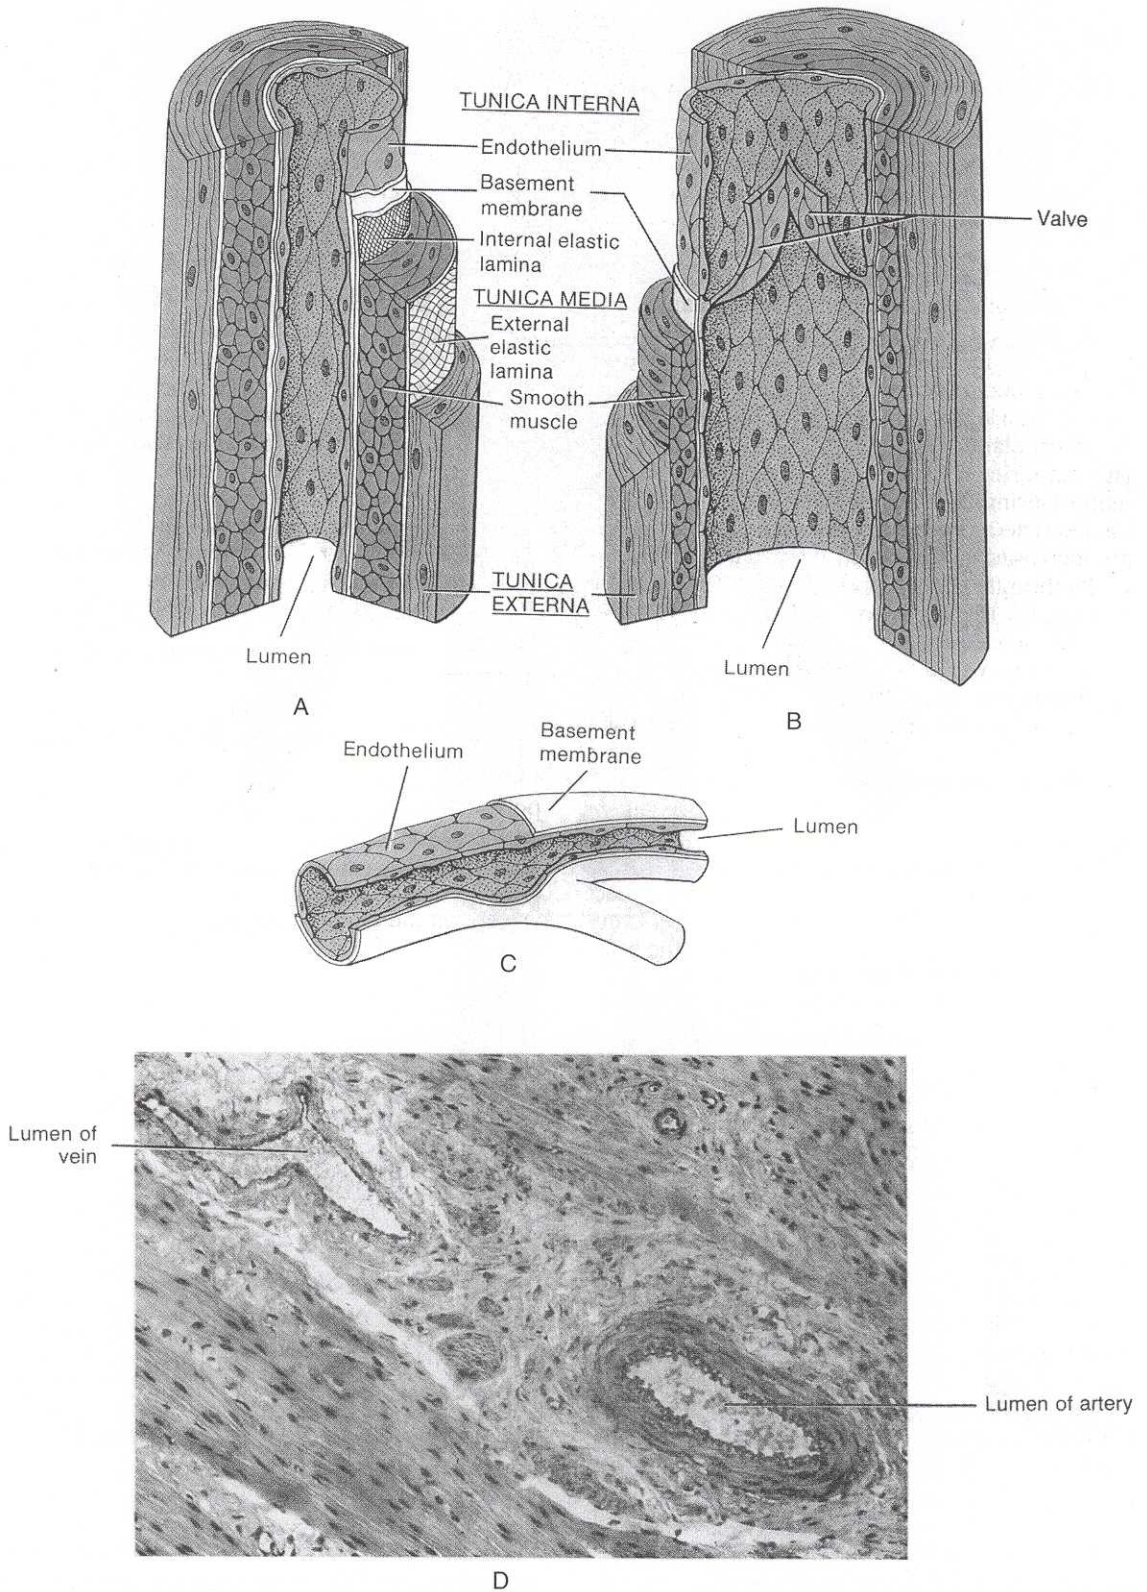 TUNICA INTERNA
Endothelium
Basement
membrane
Internal elastic
lamina
TUNICA MEDIA
External
elastic
lamina
Smooth
muscle
TUNICA
EXTERNA
Valve
Lumen
Lumen
A
B
Endothelium
Basement
membrane
Lumen
C
Lumen of
vein
Lumen of artery
D